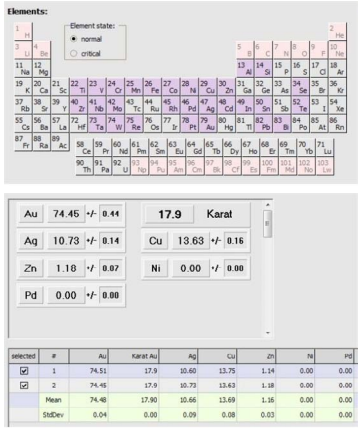 Elements:
Element state:
normal
critical
1 2
H He
3 4 5 6 7 8 9 10
Li Be B C N O F Ne
11 12 13 14 15 16 17 18
Na Mg Al Si P S Cl Ar
19 20 21 22 23 24 25 26 27 28 29 30 31 32 33 34 35 36
K Ca Sc Ti V Cr Mn Fe Co Ni Cu Zn Ga Ge As Se Br Kr
37 38 39 40 41 42 43 44 45 46 47 48 49 50 51 52 53 54
Rb Sr Y Zr Nb Mo Tc Ru Rh Pd Ag Cd In Sn Sb Te I Xe
55 56 57 72 73 74 75 76 77 78 79 80 81 82 83 84 85 86
Cs Ba La Hf Ta W Re Os Ir Pt Au Hg Tl Pb Bi Po At Rn
87 88 89
Fr Ra Ac
58 59 60 61 62 63 64 65 66 67 68 69 70 71
Ce Pr Nd Pm Sm Eu Gd Tb Dy Ho Er Tm Yb Lu
90 91 92 93 94 95 96 97 98 99 100 101 102 103
Th Pa U Np Pu Am Cm Bk Cf Es Fm Md No Lw
Au 74.45 +/- 0.44 17.9 Karat
Ag 10.73 +/- 0.14 Cu 13.63 +/- 0.16
Zn 1.18 +/- 0.07 Ni 0.00 +/- 0.00
Pd 0.00 +/- 0.00
selected # Au Karat Au Ag Cu Zn Ni Pd
1 74.51 17.9 10.60 13.75 1.14 0.00 0.00
2 74.45 17.9 10.73 13.63 1.18 0.00 0.00
Mean 74.48 17.90 10.66 13.69 1.16 0.00 0.00
StdDev 0.04 0.00 0.09 0.08 0.03 0.00 0.00